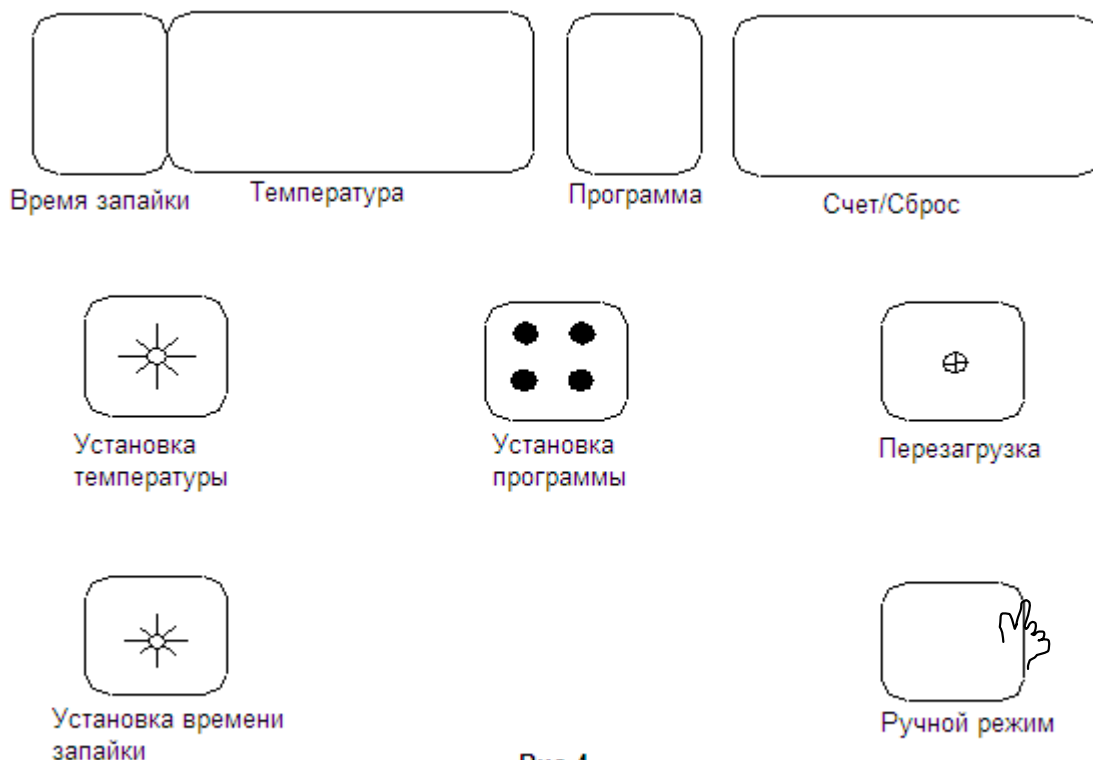 Время запайки
Температура
Программа
Счет/Сброс
Установка
температуры
Установка
программы
Перезагрузка
Установка времени
запайки
Ручной режим